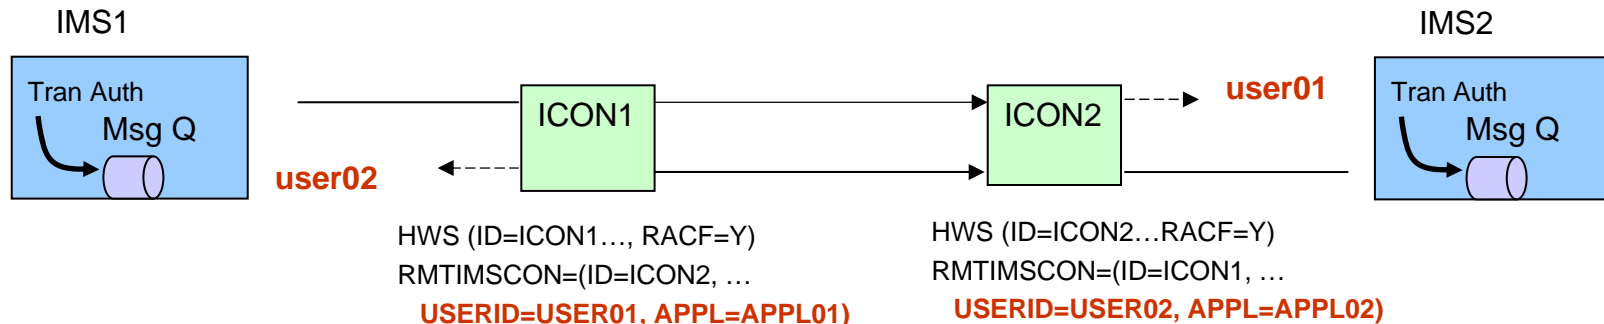 IMS1
IMS2
Tran Auth
Msg Q
user02
ICON1
ICON2
user01
Tran Auth
Msg Q
HWS (ID=ICON1…, RACF=Y)
RMTIMSCON=(ID=ICON2, …
USERID=USER01, APPL=APPL01)
HWS (ID=ICON2…RACF=Y)
RMTIMSCON=(ID=ICON1, …
USERID=USER02, APPL=APPL02)